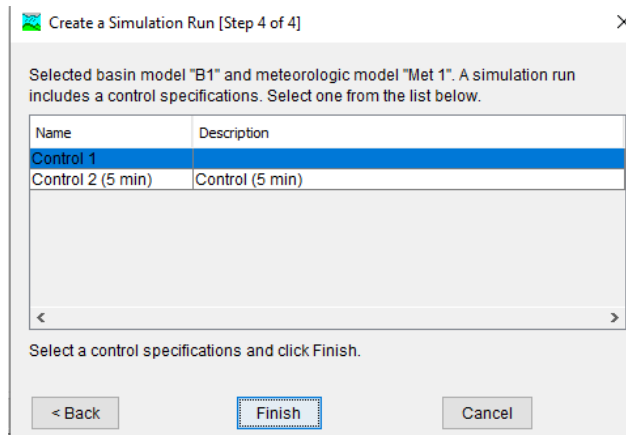 Create a Simulation Run [Step 4 of 4]
Selected basin model "B1" and meteorologic model "Met 1". A simulation run
includes a control specifications. Select one from the list below.
Name Description
Control 1
Control 2 (5 min) Control (5 min)
Select a control specifications and click Finish.
< Back Finish Cancel